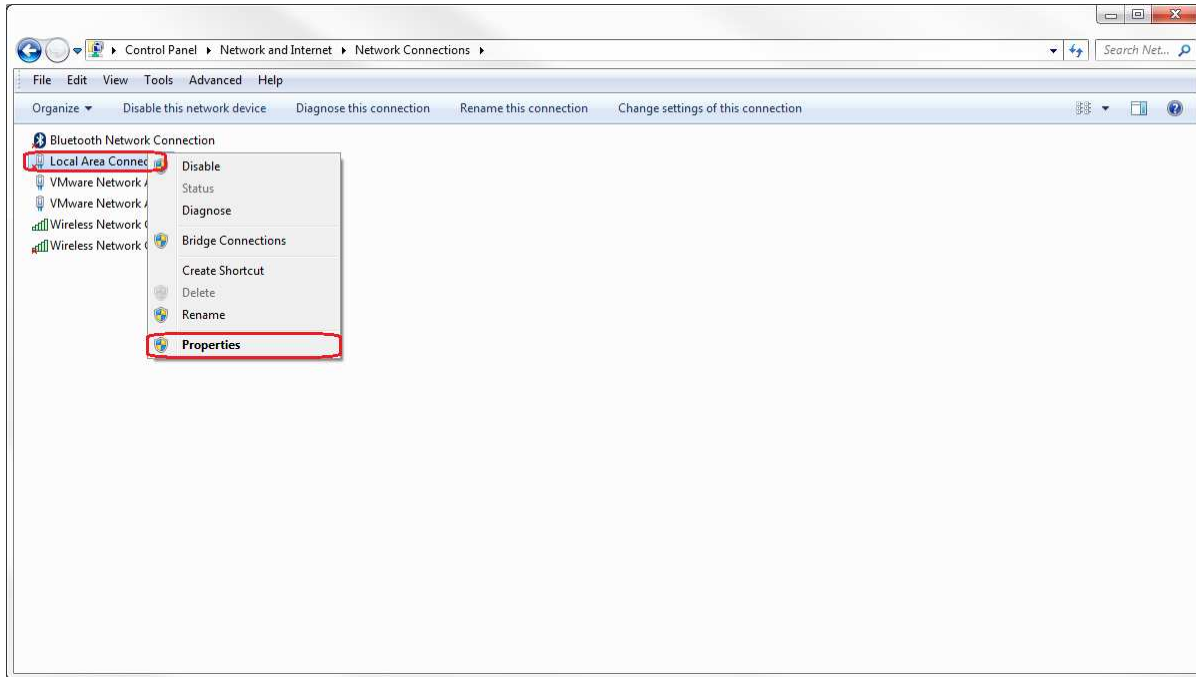 Control Panel Network and Internet Network Connections Search Net...
File Edit View Tools Advanced Help
Organize Disable this network device Diagnose this connection Rename this connection Change settings of this connection
Bluetooth Network Connection
Local Area Connec
VMware Network
VMware Network
Wireless Network
Wireless Network
Disable
Status
Diagnose
Bridge Connections
Create Shortcut
Delete
Rename
Properties